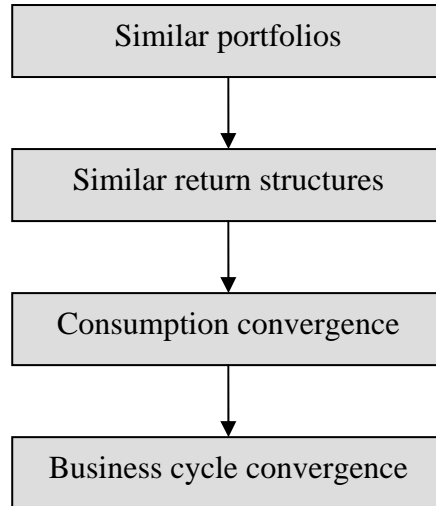 Similar portfolios
Similar return structures
Consumption convergence
Business cycle convergence